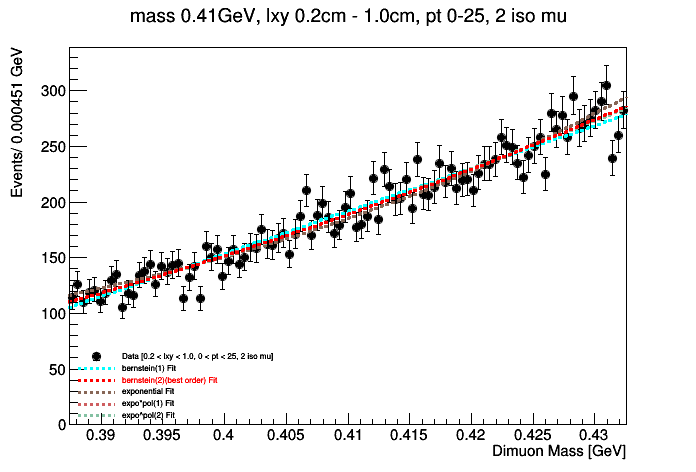 mass 0.41GeV, lxy 0.2cm - 1.0cm, pt 0-25, 2 iso mu
Events/ 0.000451 GeV
300
250
200
150
100
50
0
Data [0.2 < lxy < 1.0, 0 < pt < 25, 2 iso mu]
bernstein(1) Fit
bernstein(2)(best order) Fit
exponential Fit
expo*pol(1) Fit
expo*pol(2) Fit
0.39 0.395 0.4 0.405 0.41 0.415 0.42 0.425 0.43
Dimuon Mass [GeV]